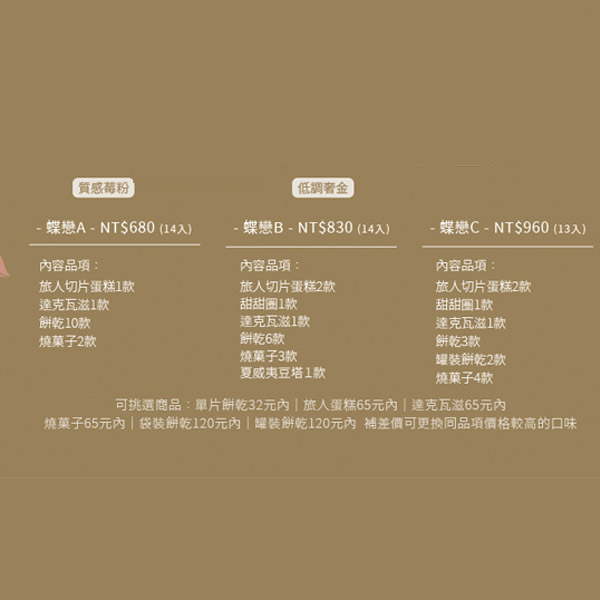 質感莓粉
低調奢金
- 蝶戀A - NT$680 (14入)
內容品項：
旅人切片蛋糕1款
達克瓦滋1款
餅乾10款
燒菓子2款
- 蝶戀B - NT$830 (14入)
內容品項：
旅人切片蛋糕2款
甜甜圈1款
達克瓦滋1款
餅乾6款
燒菓子3款
夏威夷豆塔1款
- 蝶戀C - NT$960 (13入)
內容品項：
旅人切片蛋糕2款
甜甜圈1款
達克瓦滋1款
餅乾3款
罐裝餅乾2款
燒菓子4款
可挑選商品：單片餅乾32元內｜旅人蛋糕65元內｜達克瓦滋65元內
燒菓子65元內｜袋裝餅乾120元內｜罐裝餅乾120元內 補差價可更換同品項價格較高的口味